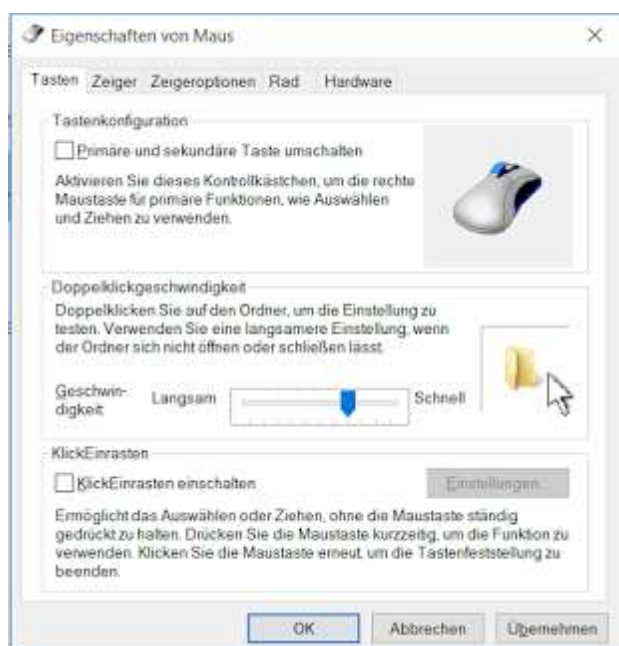 Eigenschaften von Maus
Tasten Zeiger Zeigeroptionen Rad Hardware
Tastenkonfiguration
Primäre und sekundäre Taste umschalten
Aktivieren Sie dieses Kontrollkästchen, um die rechte
Maustaste für primäre Funktionen, wie Auswählen
und Ziehen zu verwenden.
Doppelklickgeschwindigkeit
Doppelklicken Sie auf den Ordner, um die Einstellung zu
testen. Verwenden Sie eine langsamere Einstellung, wenn
der Ordner sich nicht öffnen oder schließen lässt.
Geschwin-
digkeit
Langsam Schnell
KlickEinrasten
KlickEinrasten einschalten
Einstellungen...
Ermöglicht das Auswählen oder Ziehen, ohne die Maustaste ständig
gedrückt zu halten. Drücken Sie die Maustaste kurzzeitig, um die Funktion zu
verwenden. Klicken Sie die Maustaste erneut, um die Tastenfeststellung zu
beenden.
OK Abbrechen Übernehmen